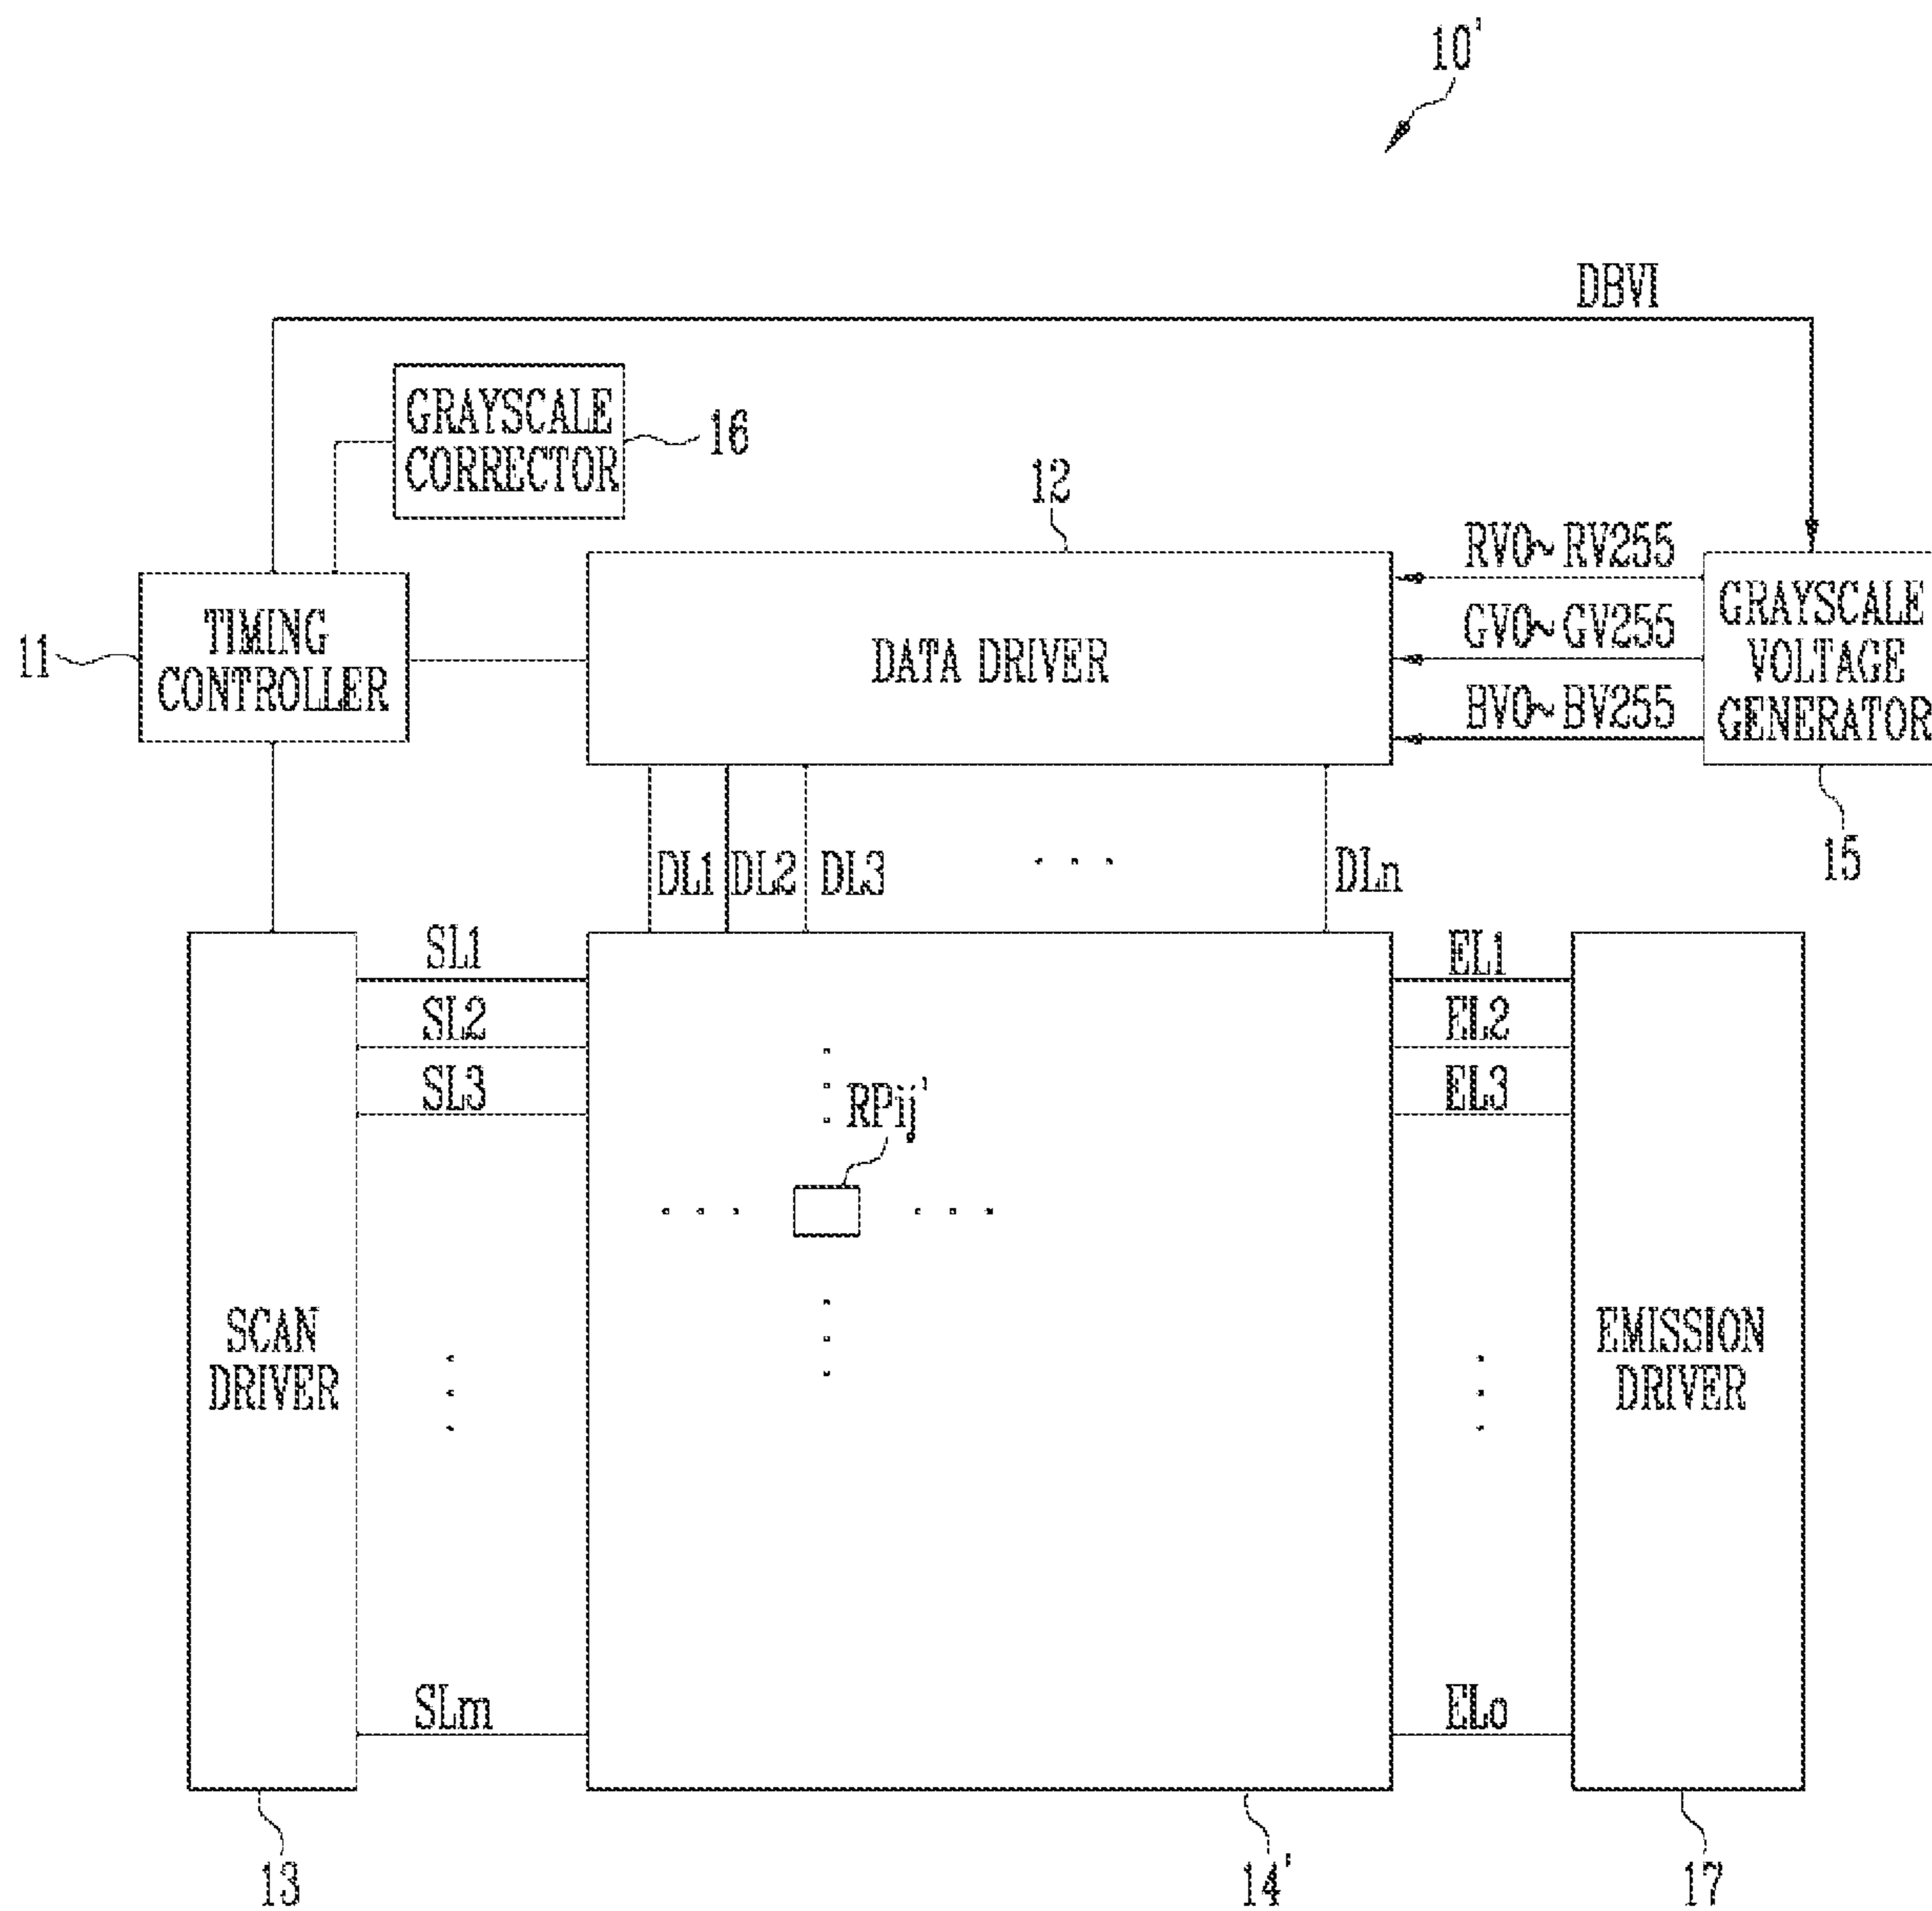 10'
DBVI
GRAYSCALE
CORRECTOR
16
12
RV0~RV255
GV0~GV255
BV0~BV255
GRAYSCALE
VOLTAGE
GENERATOR
15
11
TIMING
CONTROLLER
DATA DRIVER
DL1
DL2
DL3
. . .
DLn
SL1
SL2
SL3
SLm
EL1
EL2
EL3
ELo
RPij'
SCAN
DRIVER
EMISSION
DRIVER
13
14'
17